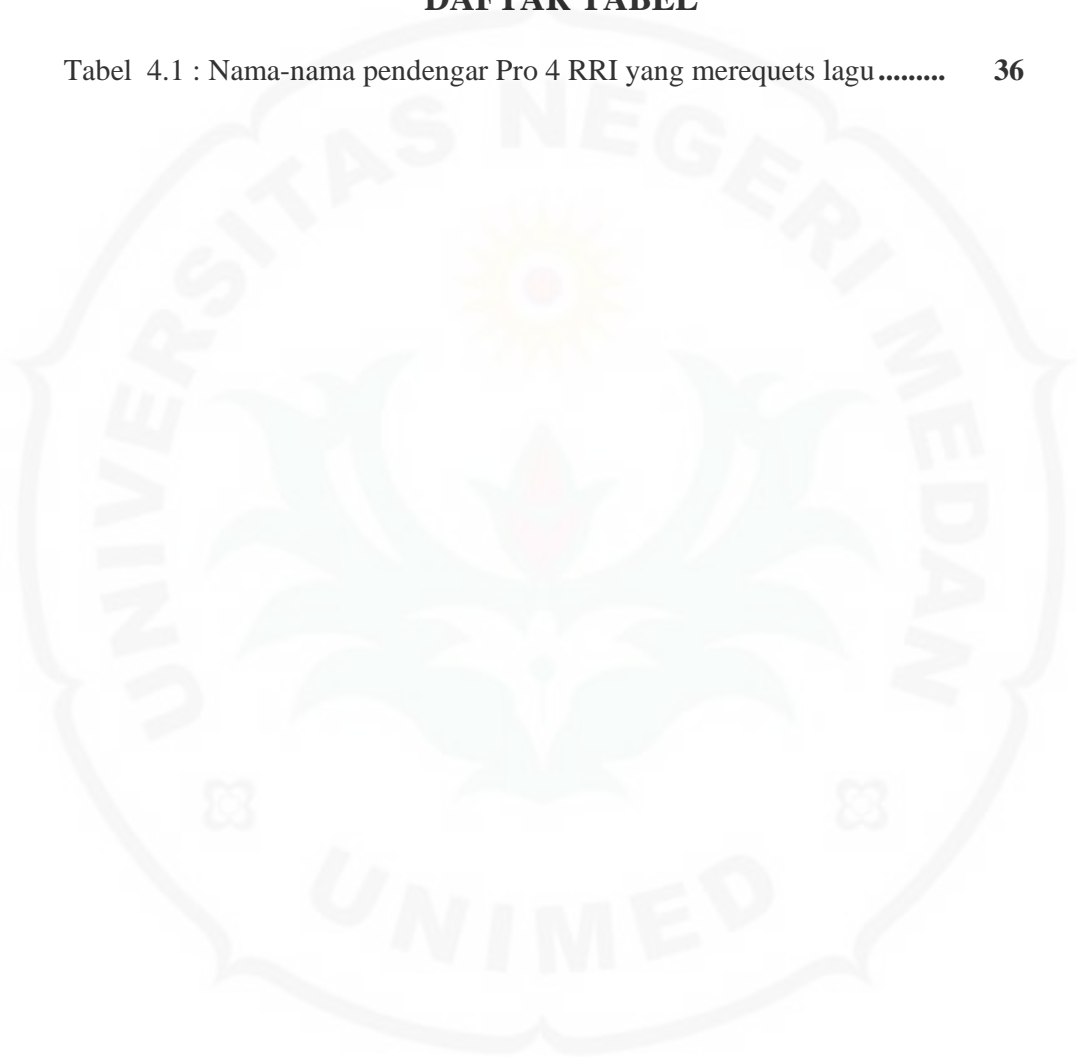 DAFTAR TABEL
Tabel 4.1 : Nama-nama pendengar Pro 4 RRI yang merequets lagu ......... 36
UNIVERSITAS NEGERI MEDAN
UNIMED